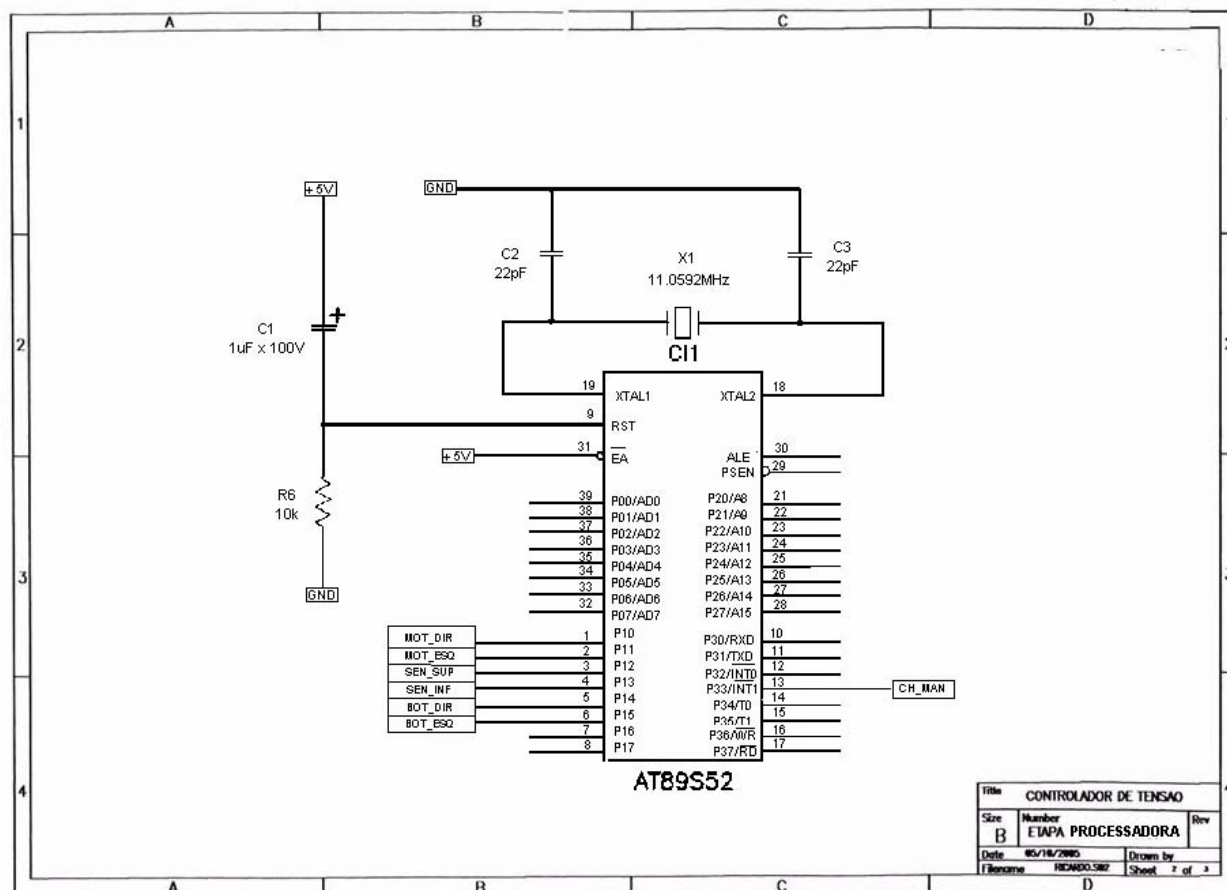 A B C D
1
+5V
GND
C2
22pF
X1
11.0592MHz
C3
22pF
2
C1
1uF x 100V
+
CI1
19 XTAL1 XTAL2 18
9 RST
+5V 31 EA ALE 30
PSEN 29
R6
10k
39 P00/AD0 P20/A8 21
38 P01/AD1 P21/A9 22
37 P02/AD2 P22/A10 23
36 P03/AD3 P23/A11 24
35 P04/AD4 P24/A12 25
34 P05/AD5 P25/A13 26
33 P06/AD6 P26/A14 27
32 P07/AD7 P27/A15 28
3
GND
MOT_DIR 1 P10 P30/RXD 10
MOT_ESQ 2 P11 P31/TXD 11
SEN_SUP 3 P12 P32/INT0 12
SEN_INF 4 P13 P33/INT1 13 CH_MAN
BOT_DIR 5 P14 P34/T0 14
BOT_ESQ 6 P15 P35/T1 15
7 P16 P36/WR 16
8 P17 P37/RD 17
AT89S52
4
Title CONTROLADOR DE TENSAO
Size Number Rev
B ETAPA PROCESSADORA
Date 05/10/2005 Drawn by
Filename RICARDO.S02 Sheet 2 of 3
A B C D